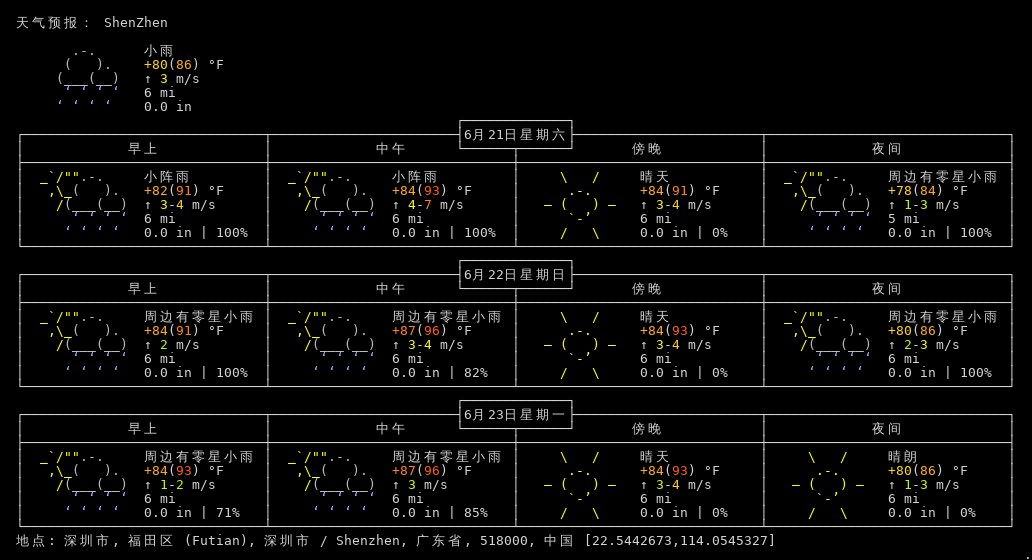 天气预报： ShenZhen
小雨
+80(86) °F
↑ 3 m/s
6 mi
0.0 in
6月21日星期六
早上 中午 傍晚 夜间
小阵雨 小阵雨 晴天 周边有零星小雨
+82(91) °F +84(93) °F +84(91) °F +78(84) °F
↑ 3-4 m/s ↑ 4-7 m/s ↑ 3-4 m/s ↑ 1-3 m/s
6 mi 6 mi 6 mi 5 mi
0.0 in | 100% 0.0 in | 100% 0.0 in | 0% 0.0 in | 100%
6月22日星期日
早上 中午 傍晚 夜间
周边有零星小雨 周边有零星小雨 晴天 周边有零星小雨
+84(91) °F +87(96) °F +84(93) °F +80(86) °F
↑ 2 m/s ↑ 3-4 m/s ↑ 3-4 m/s ↑ 2-3 m/s
6 mi 6 mi 6 mi 6 mi
0.0 in | 100% 0.0 in | 82% 0.0 in | 0% 0.0 in | 100%
6月23日星期一
早上 中午 傍晚 夜间
周边有零星小雨 周边有零星小雨 晴天 晴朗
+84(93) °F +87(96) °F +84(93) °F +80(86) °F
↑ 1-2 m/s ↑ 3 m/s ↑ 3-4 m/s ↑ 1-3 m/s
6 mi 6 mi 6 mi 6 mi
0.0 in | 71% 0.0 in | 85% 0.0 in | 0% 0.0 in | 0%
地点: 深圳市, 福田区 (Futian), 深圳市 / Shenzhen, 广东省, 518000, 中国 [22.5442673,114.0545327]